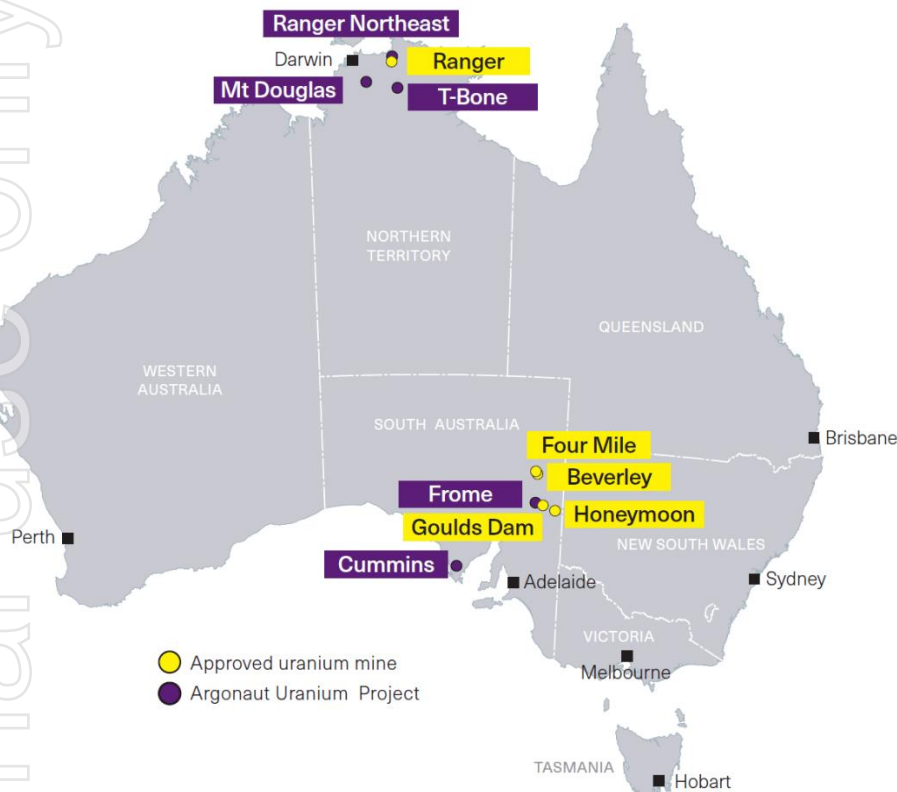 Ranger Northeast
Darwin
Ranger
Mt Douglas
T-Bone
NORTHERN
TERRITORY
QUEENSLAND
WESTERN
AUSTRALIA
SOUTH AUSTRALIA
Brisbane
Four Mile
Beverley
Frome
Goulds Dam
Honeymoon
Perth
NEW SOUTH WALES
Cummins
Adelaide
Sydney
VICTORIA
Melbourne
Approved uranium mine
Argonaut Uranium Project
TASMANIA
Hobart